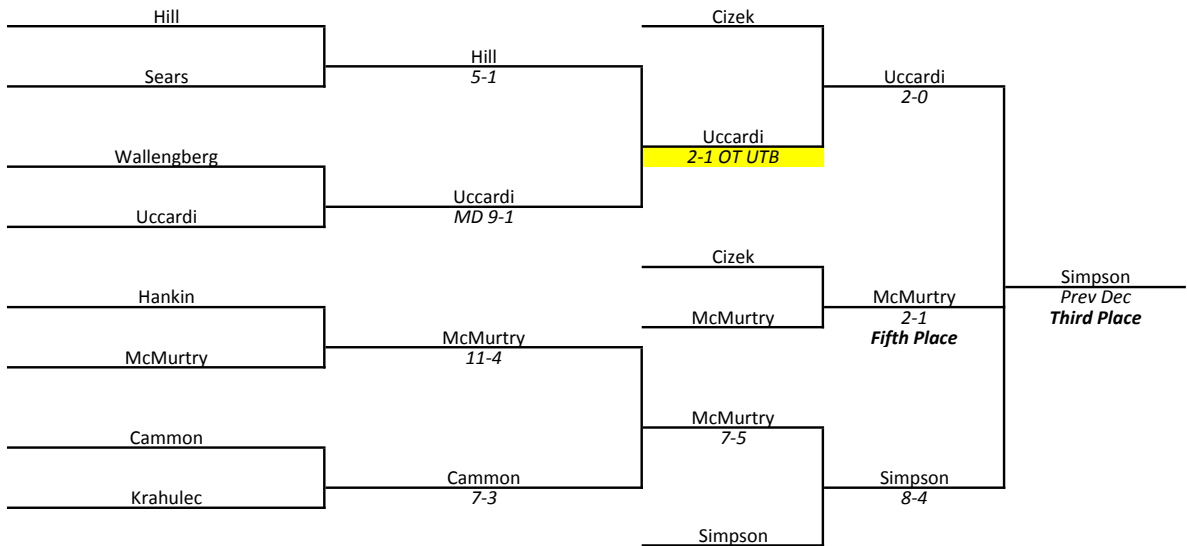 Hill
Cizek
Hill
5-1
Sears
Uccardi
2-0
Wallengberg
Uccardi
2-1 OT UTB
Uccardi
MD 9-1
Uccardi
Cizek
Hankin
McMurtry
2-1
Fifth Place
Simpson
Prev Dec
Third Place
McMurtry
McMurtry
11-4
McMurtry
McMurtry
7-5
Cammon
Cammon
7-3
Simpson
8-4
Krahulec
Simpson